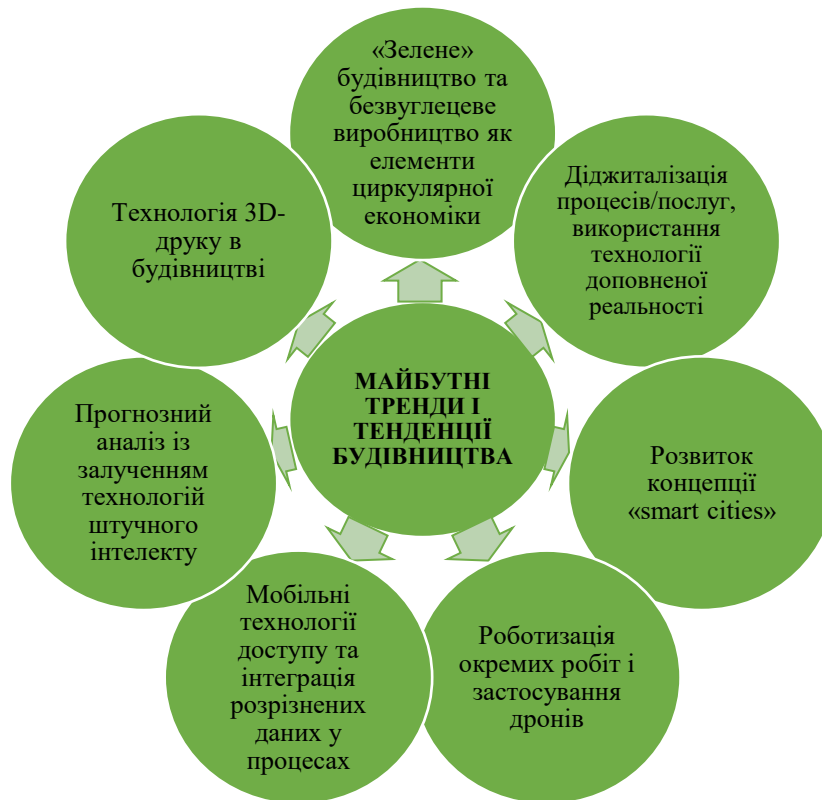 «Зелене»
будівництво та
безвуглецеве
виробництво як
елементи
циркулярної
економіки
Діджиталізація
процесів/послуг,
використання
технології
доповненої
реальності
Розвиток
концепції
«smart cities»
Роботизація
окремих робіт і
застосування
дронів
Мобільні
технології
доступу та
інтеграція
розрізнених
даних у
процесах
Прогнозний
аналіз із
залученням
технологій
штучного
інтелекту
Технологія 3D-
друку в
будівництві
МАЙБУТНІ
ТРЕНДИ І
ТЕНДЕНЦІЇ
БУДІВНИЦТВА